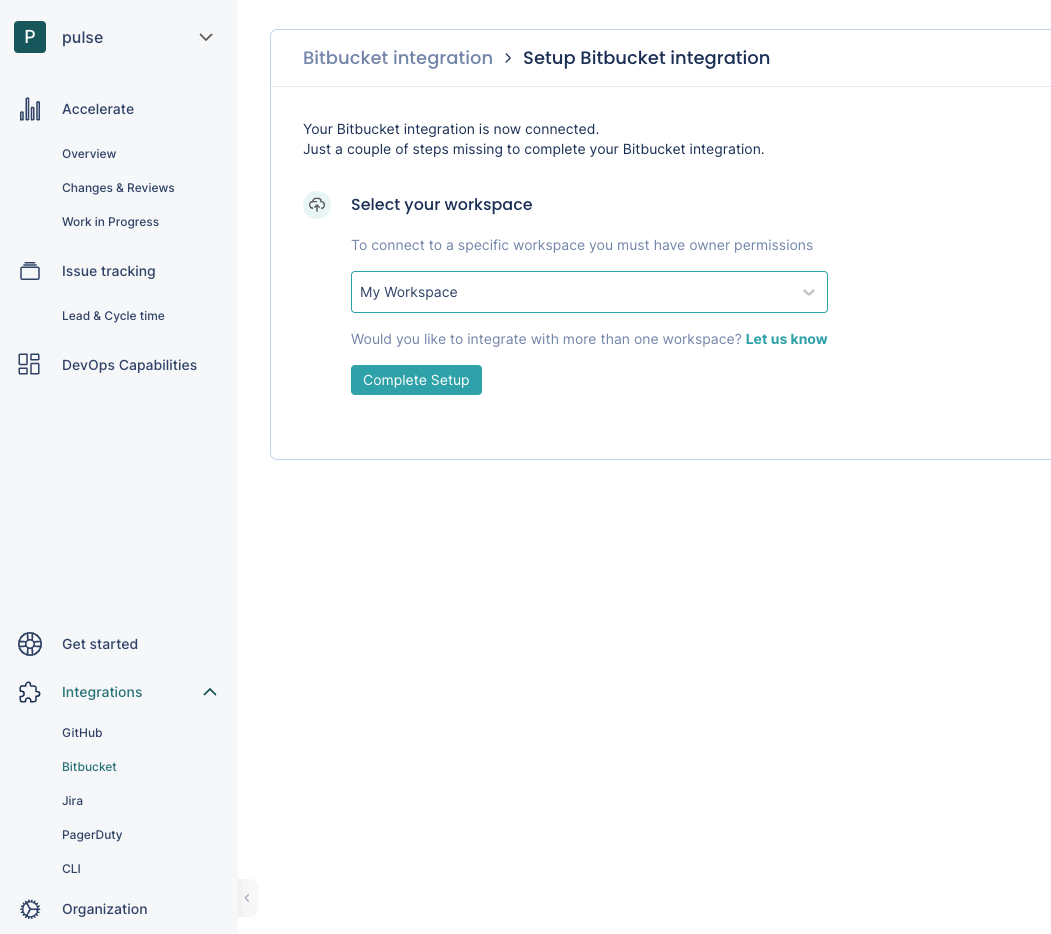 P pulse
Accelerate
Overview
Changes & Reviews
Work in Progress
Issue tracking
Lead & Cycle time
DevOps Capabilities
Get started
Integrations
GitHub
Bitbucket
Jira
PagerDuty
CLI
Organization
Bitbucket integration > Setup Bitbucket integration
Your Bitbucket integration is now connected.
Just a couple of steps missing to complete your Bitbucket integration.
Select your workspace
To connect to a specific workspace you must have owner permissions
My Workspace
Would you like to integrate with more than one workspace? Let us know
Complete Setup